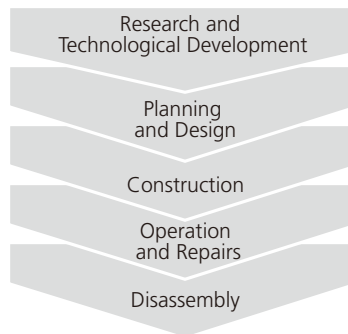 Research and
Technological Development
Planning
and Design
Construction
Operation
and Repairs
Disassembly